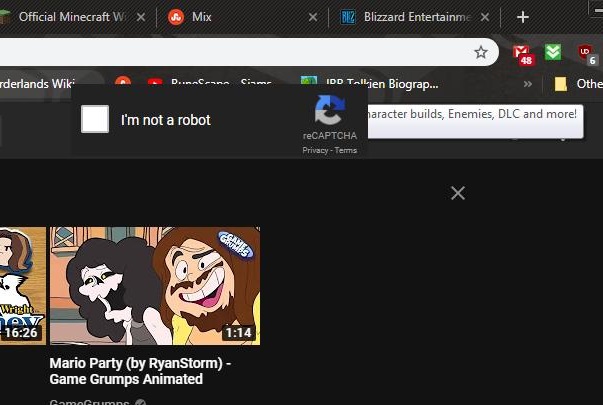 Official Minecraft Wi
Mix
Blizzard Entertainme
48
6
rderlands Wiki
RuneScape - Sjams
JRR Tolkien Biograp...
»
Othe
I'm not a robot
reCAPTCHA
Privacy - Terms
haracter builds, Enemies, DLC and more!
GAME GRUMPS
Wright
16:26
1:14
Mario Party (by RyanStorm) -
Game Grumps Animated
GameGrumps